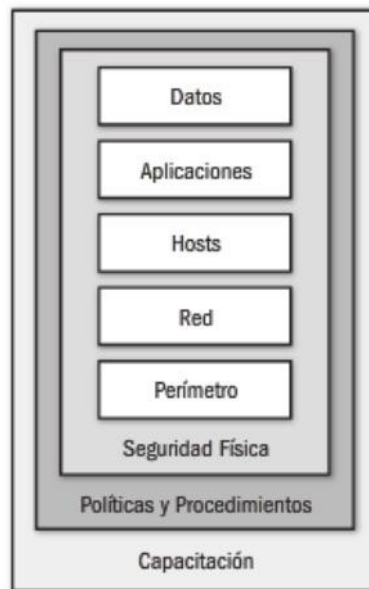 Datos
Aplicaciones
Hosts
Red
Perímetro
Seguridad Física
Políticas y Procedimientos
Capacitación